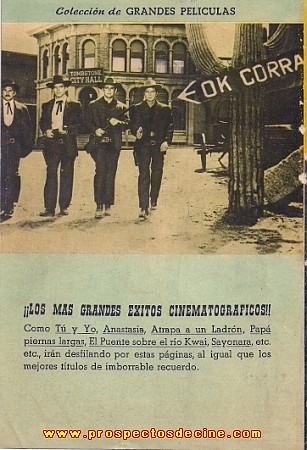 Colección de GRANDES PELICULAS
TOMBSTONE
CITY HALL
OK CORRA
¡¡LOS MAS GRANDES EXITOS CINEMATOGRAFICOS!!
Como Tú y Yo, Anastasia, Atrapa a un Ladrón, Papá
piernas largas, El Puente sobre el río Kwai, Sayonara, etc.
etc., irán desfilando por estas páginas, al igual que los
mejores títulos de imborrable recuerdo.
www.prospectosdecine.com